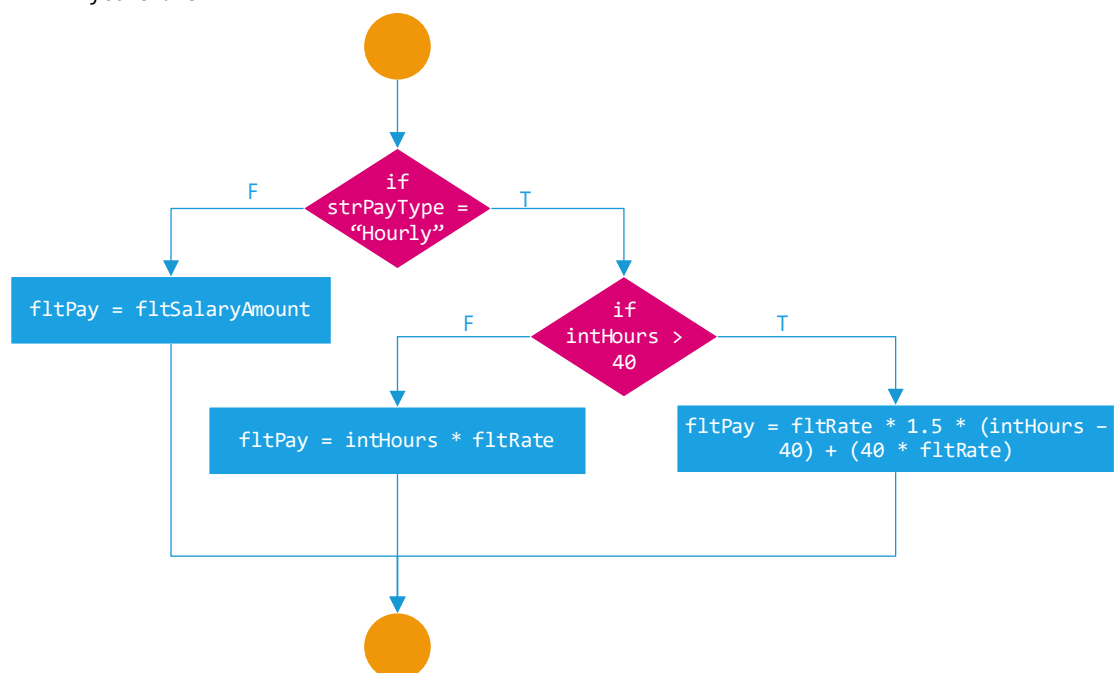 if
strPayType =
“Hourly”
F
T
fltPay = fltSalaryAmount
if
intHours >
40
F
T
fltPay = intHours * fltRate
fltPay = fltRate * 1.5 * (intHours –
40) + (40 * fltRate)